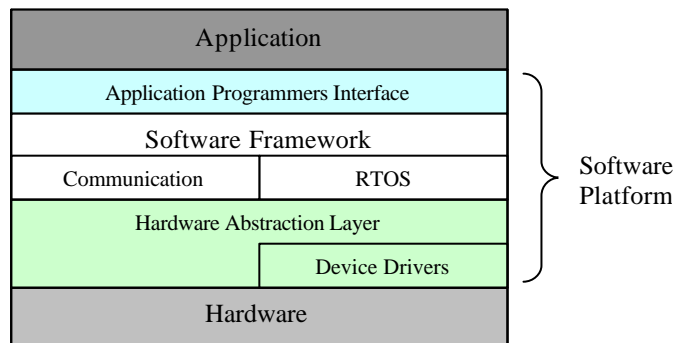 Application
Application Programmers Interface
Software Framework
Communication
RTOS
Hardware Abstraction Layer
Device Drivers
Hardware
Software
Platform